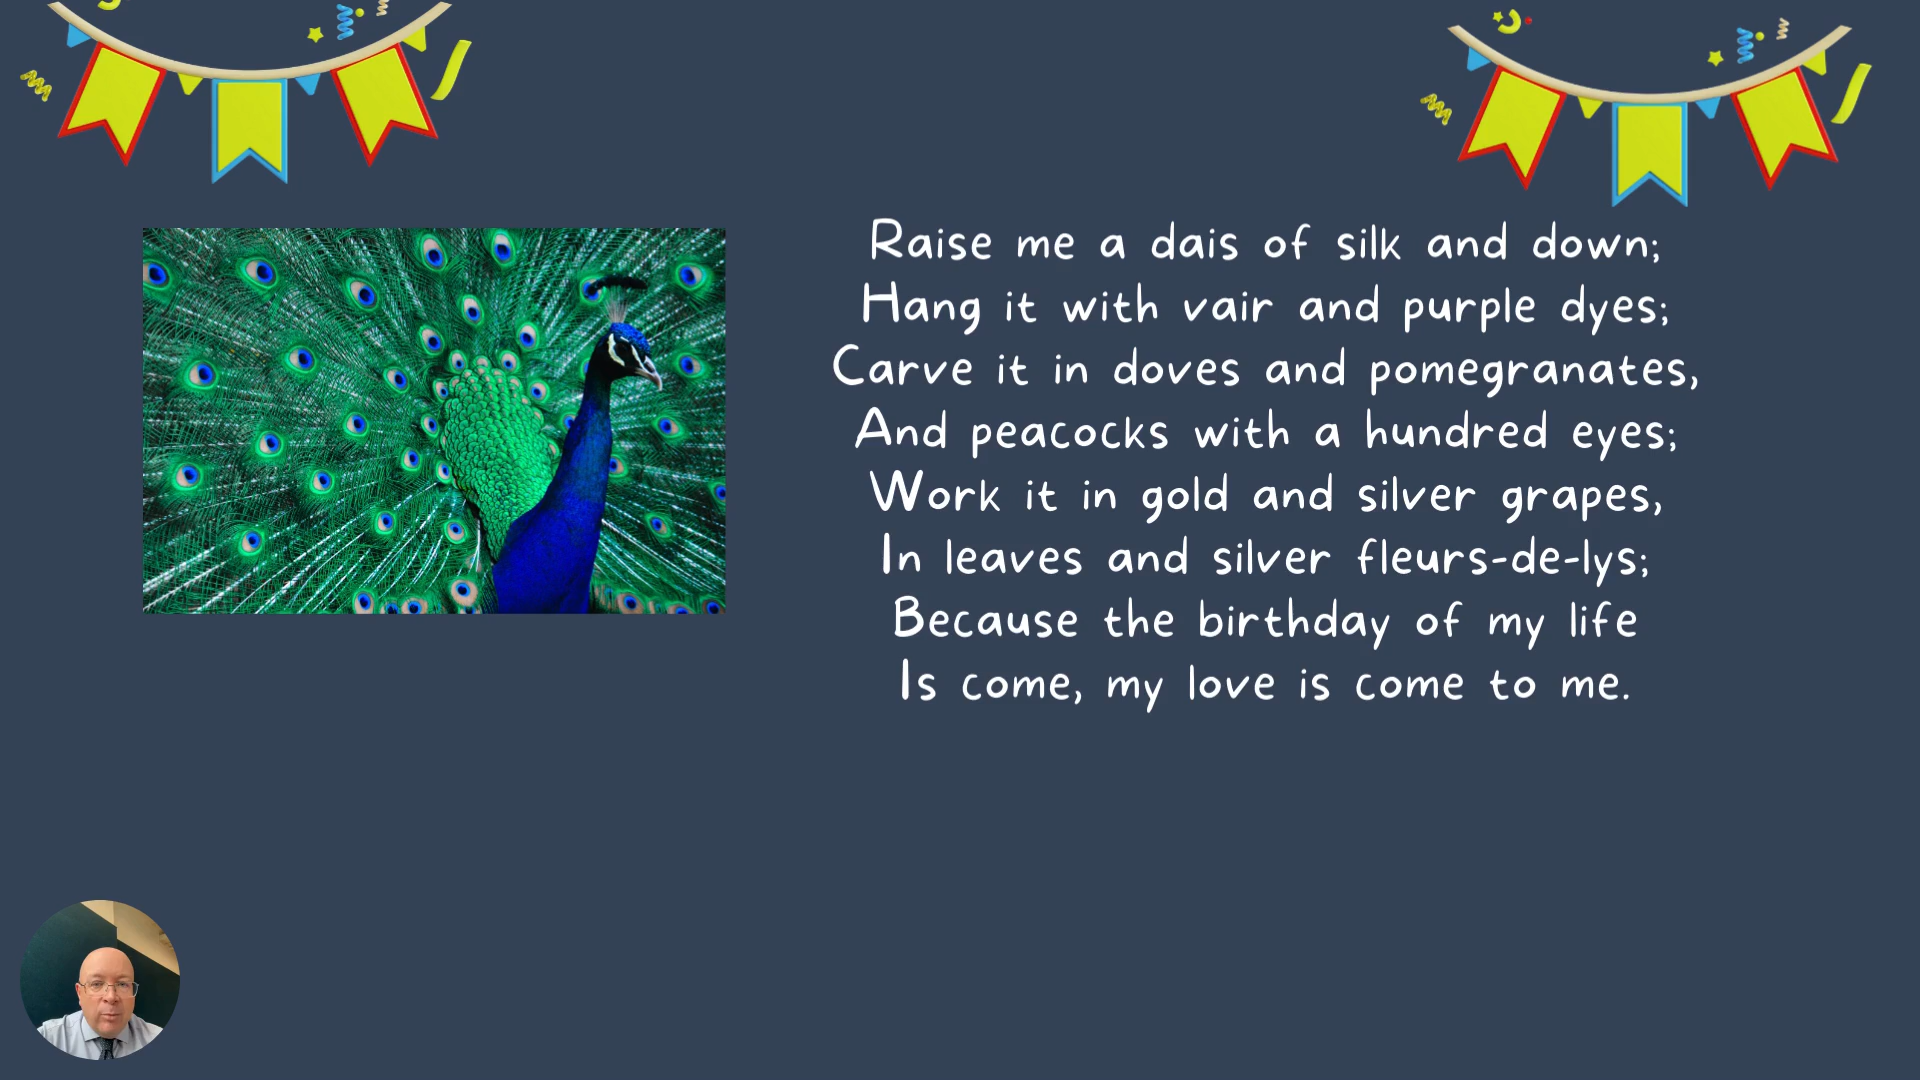 Raise me a dais of silk and down;
Hang it with vair and purple dyes;
Carve it in doves and pomegranates,
And peacocks with a hundred eyes;
Work it in gold and silver grapes,
In leaves and silver fleurs-de-lys;
Because the birthday of my life
Is come, my love is come to me.